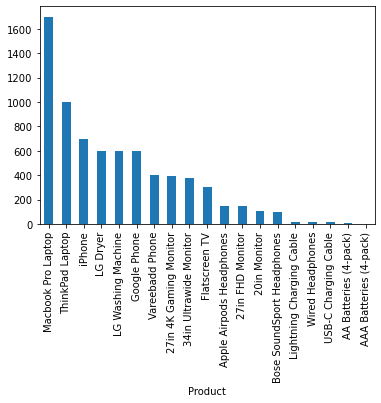 1600
1400
1200
1000
800
600
400
200
0
Macbook Pro Laptop
ThinkPad Laptop
iPhone
LG Dryer
LG Washing Machine
Google Phone
Vareebadd Phone
27in 4K Gaming Monitor
34in Ultrawide Monitor
Flatscreen TV
Apple Airpods Headphones
27in FHD Monitor
20in Monitor
Bose SoundSport Headphones
Lightning Charging Cable
Wired Headphones
USB-C Charging Cable
AA Batteries (4-pack)
AAA Batteries (4-pack)
Product